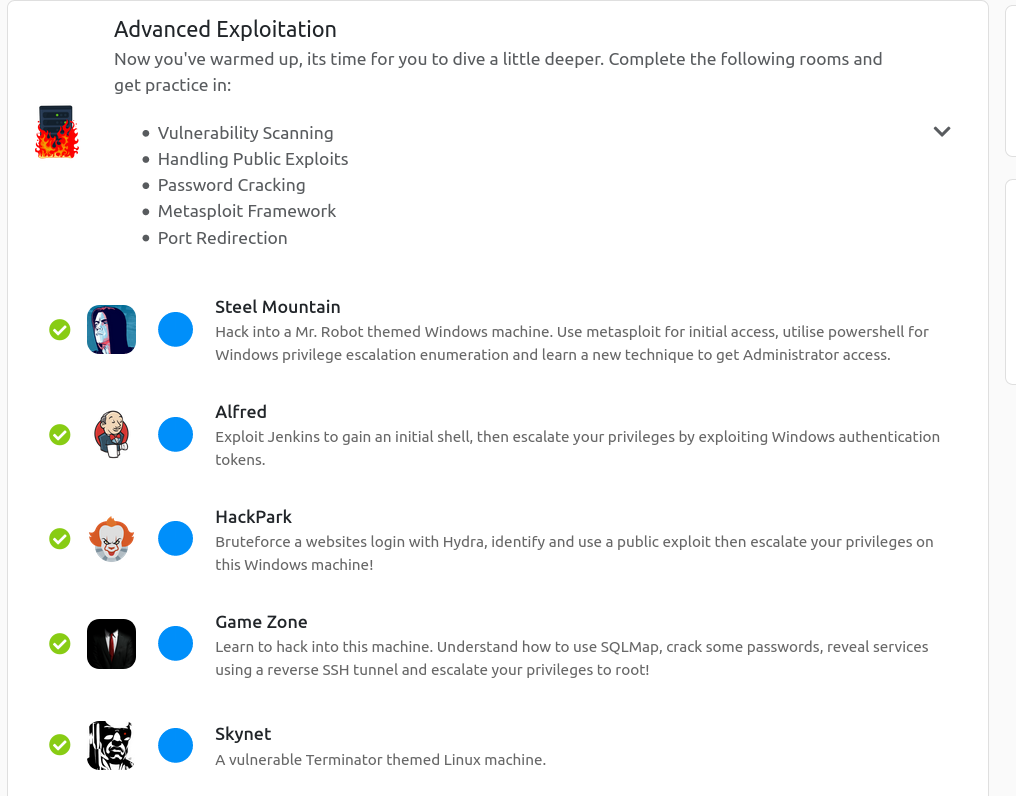 Advanced Exploitation
Now you've warmed up, its time for you to dive a little deeper. Complete the following rooms and
get practice in:
• Vulnerability Scanning
• Handling Public Exploits
• Password Cracking
• Metasploit Framework
• Port Redirection
Steel Mountain
Hack into a Mr. Robot themed Windows machine. Use metasploit for initial access, utilise powershell for
Windows privilege escalation enumeration and learn a new technique to get Administrator access.
Alfred
Exploit Jenkins to gain an initial shell, then escalate your privileges by exploiting Windows authentication
tokens.
HackPark
Bruteforce a websites login with Hydra, identify and use a public exploit then escalate your privileges on
this Windows machine!
Game Zone
Learn to hack into this machine. Understand how to use SQLMap, crack some passwords, reveal services
using a reverse SSH tunnel and escalate your privileges to root!
Skynet
A vulnerable Terminator themed Linux machine.